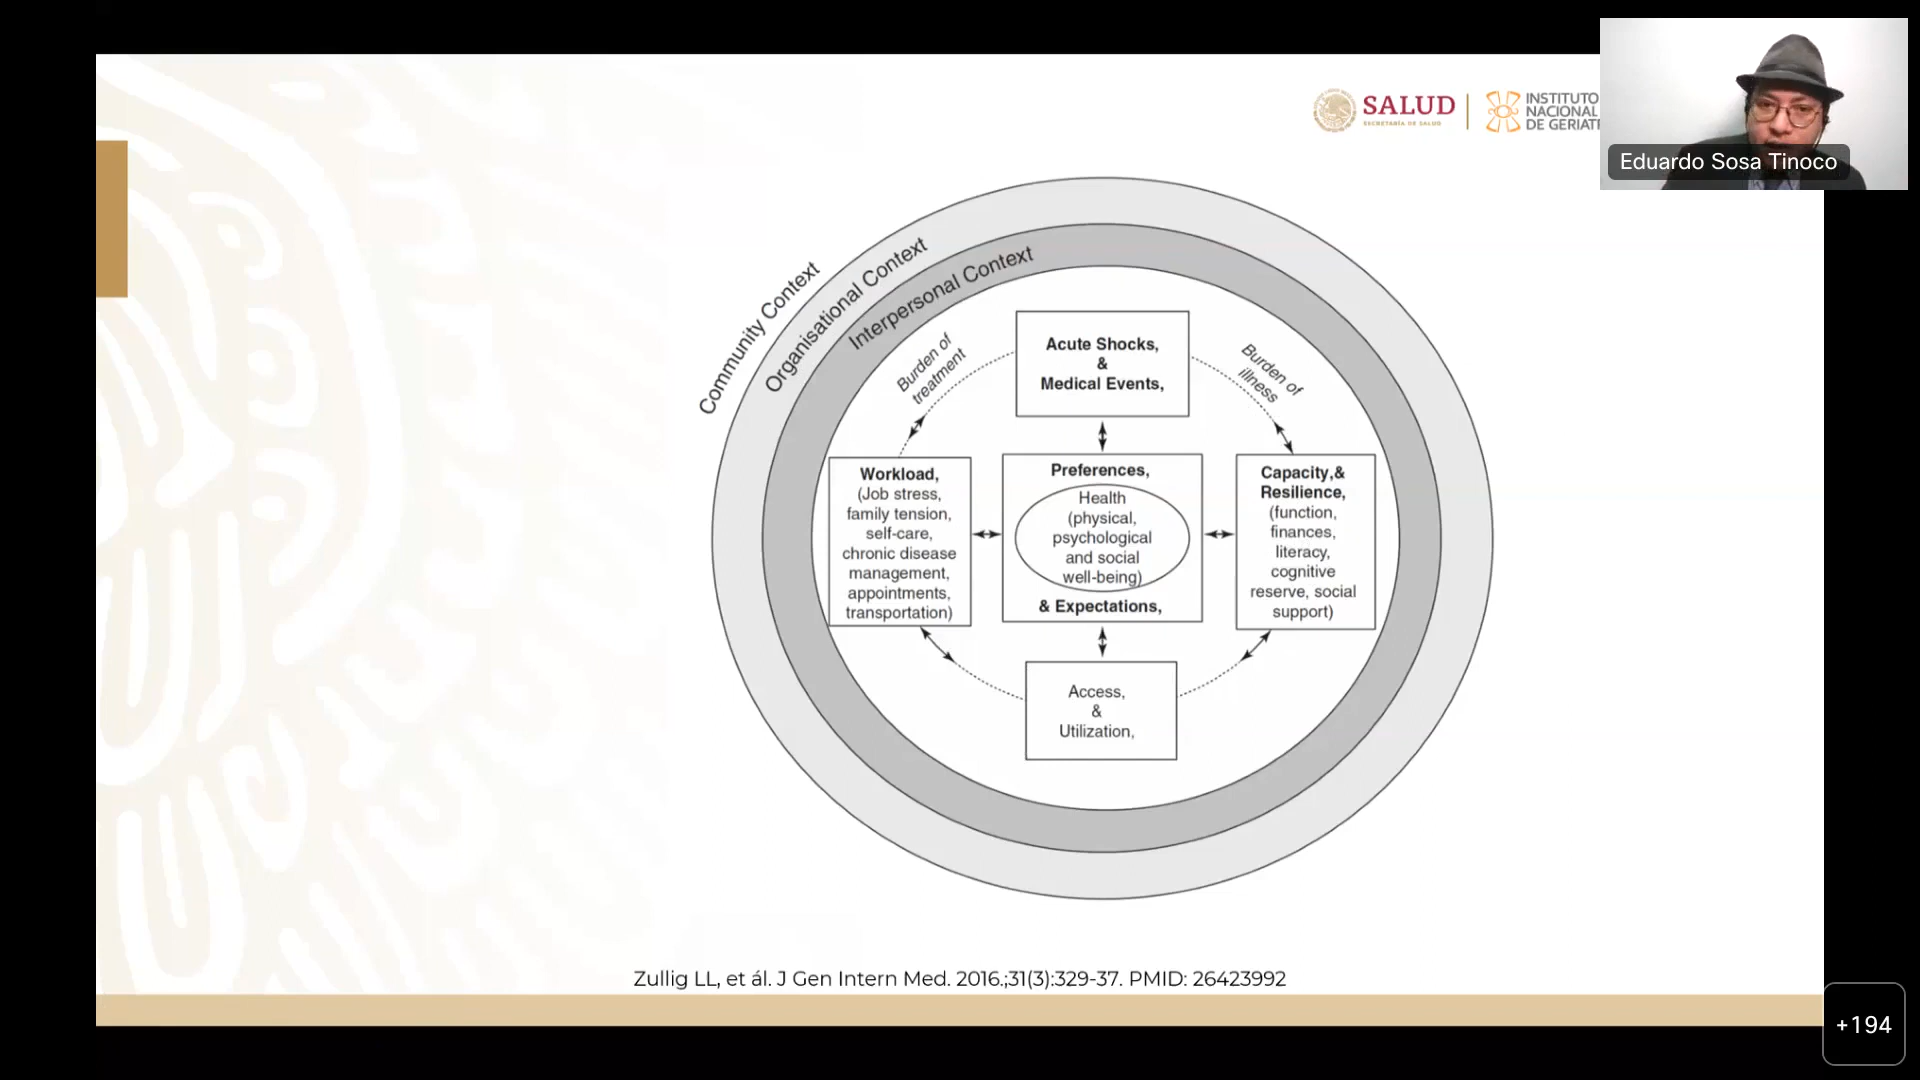 SALUD
SECRETARÍA DE SALUD
INSTITUTO
NACIONAL
DE GERIATR
Eduardo Sosa Tinoco
Community Context
Organisational Context
Interpersonal Context
Burden of
treatment
Acute Shocks,
&
Medical Events,
Burden of
illness
Workload,
(Job stress,
family tension,
self-care,
chronic disease
management,
appointments,
transportation)
Preferences,
Health
(physical,
psychological
and social
well-being)
& Expectations,
Capacity,&
Resilience,
(function,
finances,
literacy,
cognitive
reserve, social
support)
Access,
&
Utilization,
Zullig LL, et ál. J Gen Intern Med. 2016.;31(3):329-37. PMID: 26423992
+194